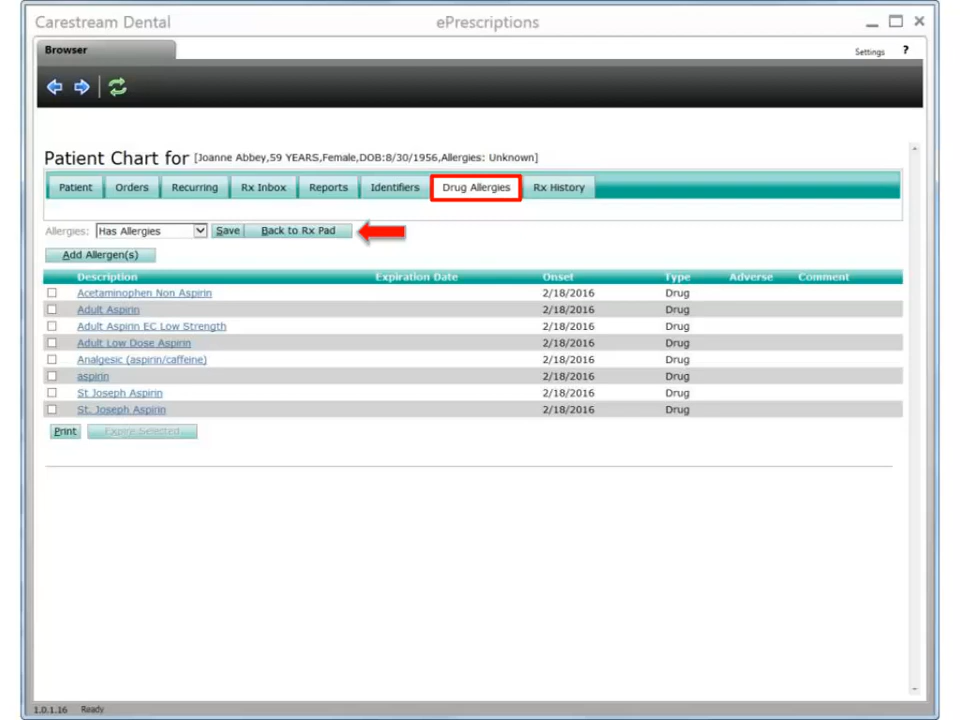 Carestream Dental ePrescriptions
Browser Settings ?
Patient Chart for [Joanne Abbey,59 YEARS,Female,DOB:8/30/1956,Allergies: Unknown]
Patient Orders Recurring Rx Inbox Reports Identifiers Drug Allergies Rx History
Allergies: Has Allergies Save Back to Rx Pad
Add Allergen(s)
Description Expiration Date Onset Type Adverse Comment
Acetaminophen Non Aspirin 2/18/2016 Drug
Adult Aspirin 2/18/2016 Drug
Adult Aspirin EC Low Strength 2/18/2016 Drug
Adult Low Dose Aspirin 2/18/2016 Drug
Analgesic (aspirin/caffeine) 2/18/2016 Drug
aspirin 2/18/2016 Drug
St Joseph Aspirin 2/18/2016 Drug
St. Joseph Aspirin 2/18/2016 Drug
Print Expire Selected
1.0.1.16 Ready